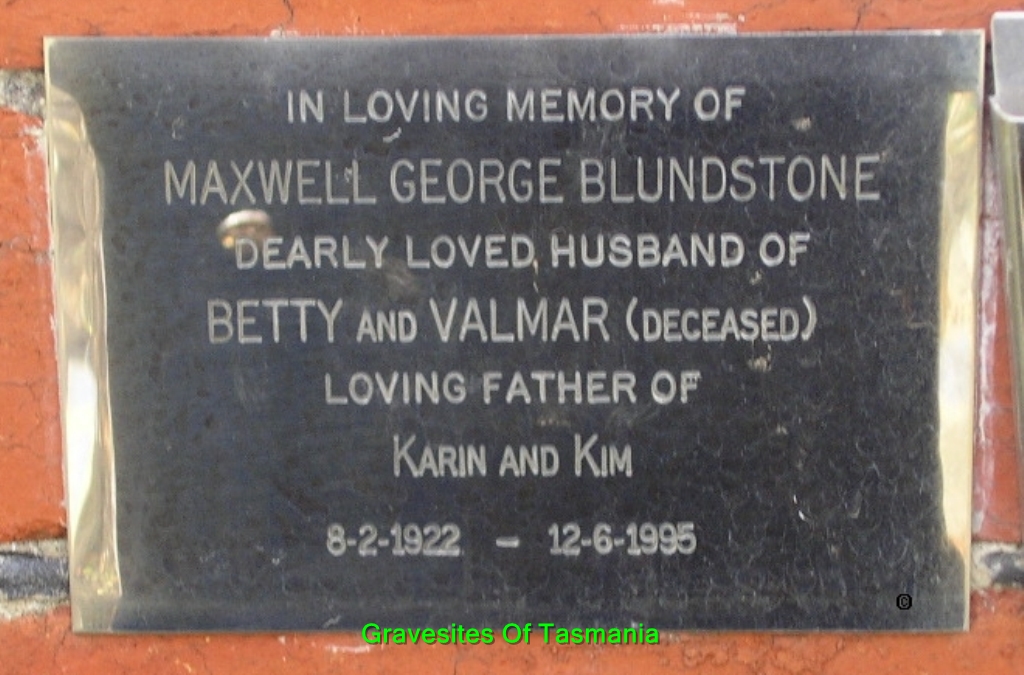 IN LOVING MEMORY OF
MAXWELL GEORGE BLUNDSTONE
DEARLY LOVED HUSBAND OF
BETTY AND VALMAR (DECEASED)
LOVING FATHER OF
KARIN AND KIM
8-2-1922 – 12-6-1995
©
Gravesites Of Tasmania